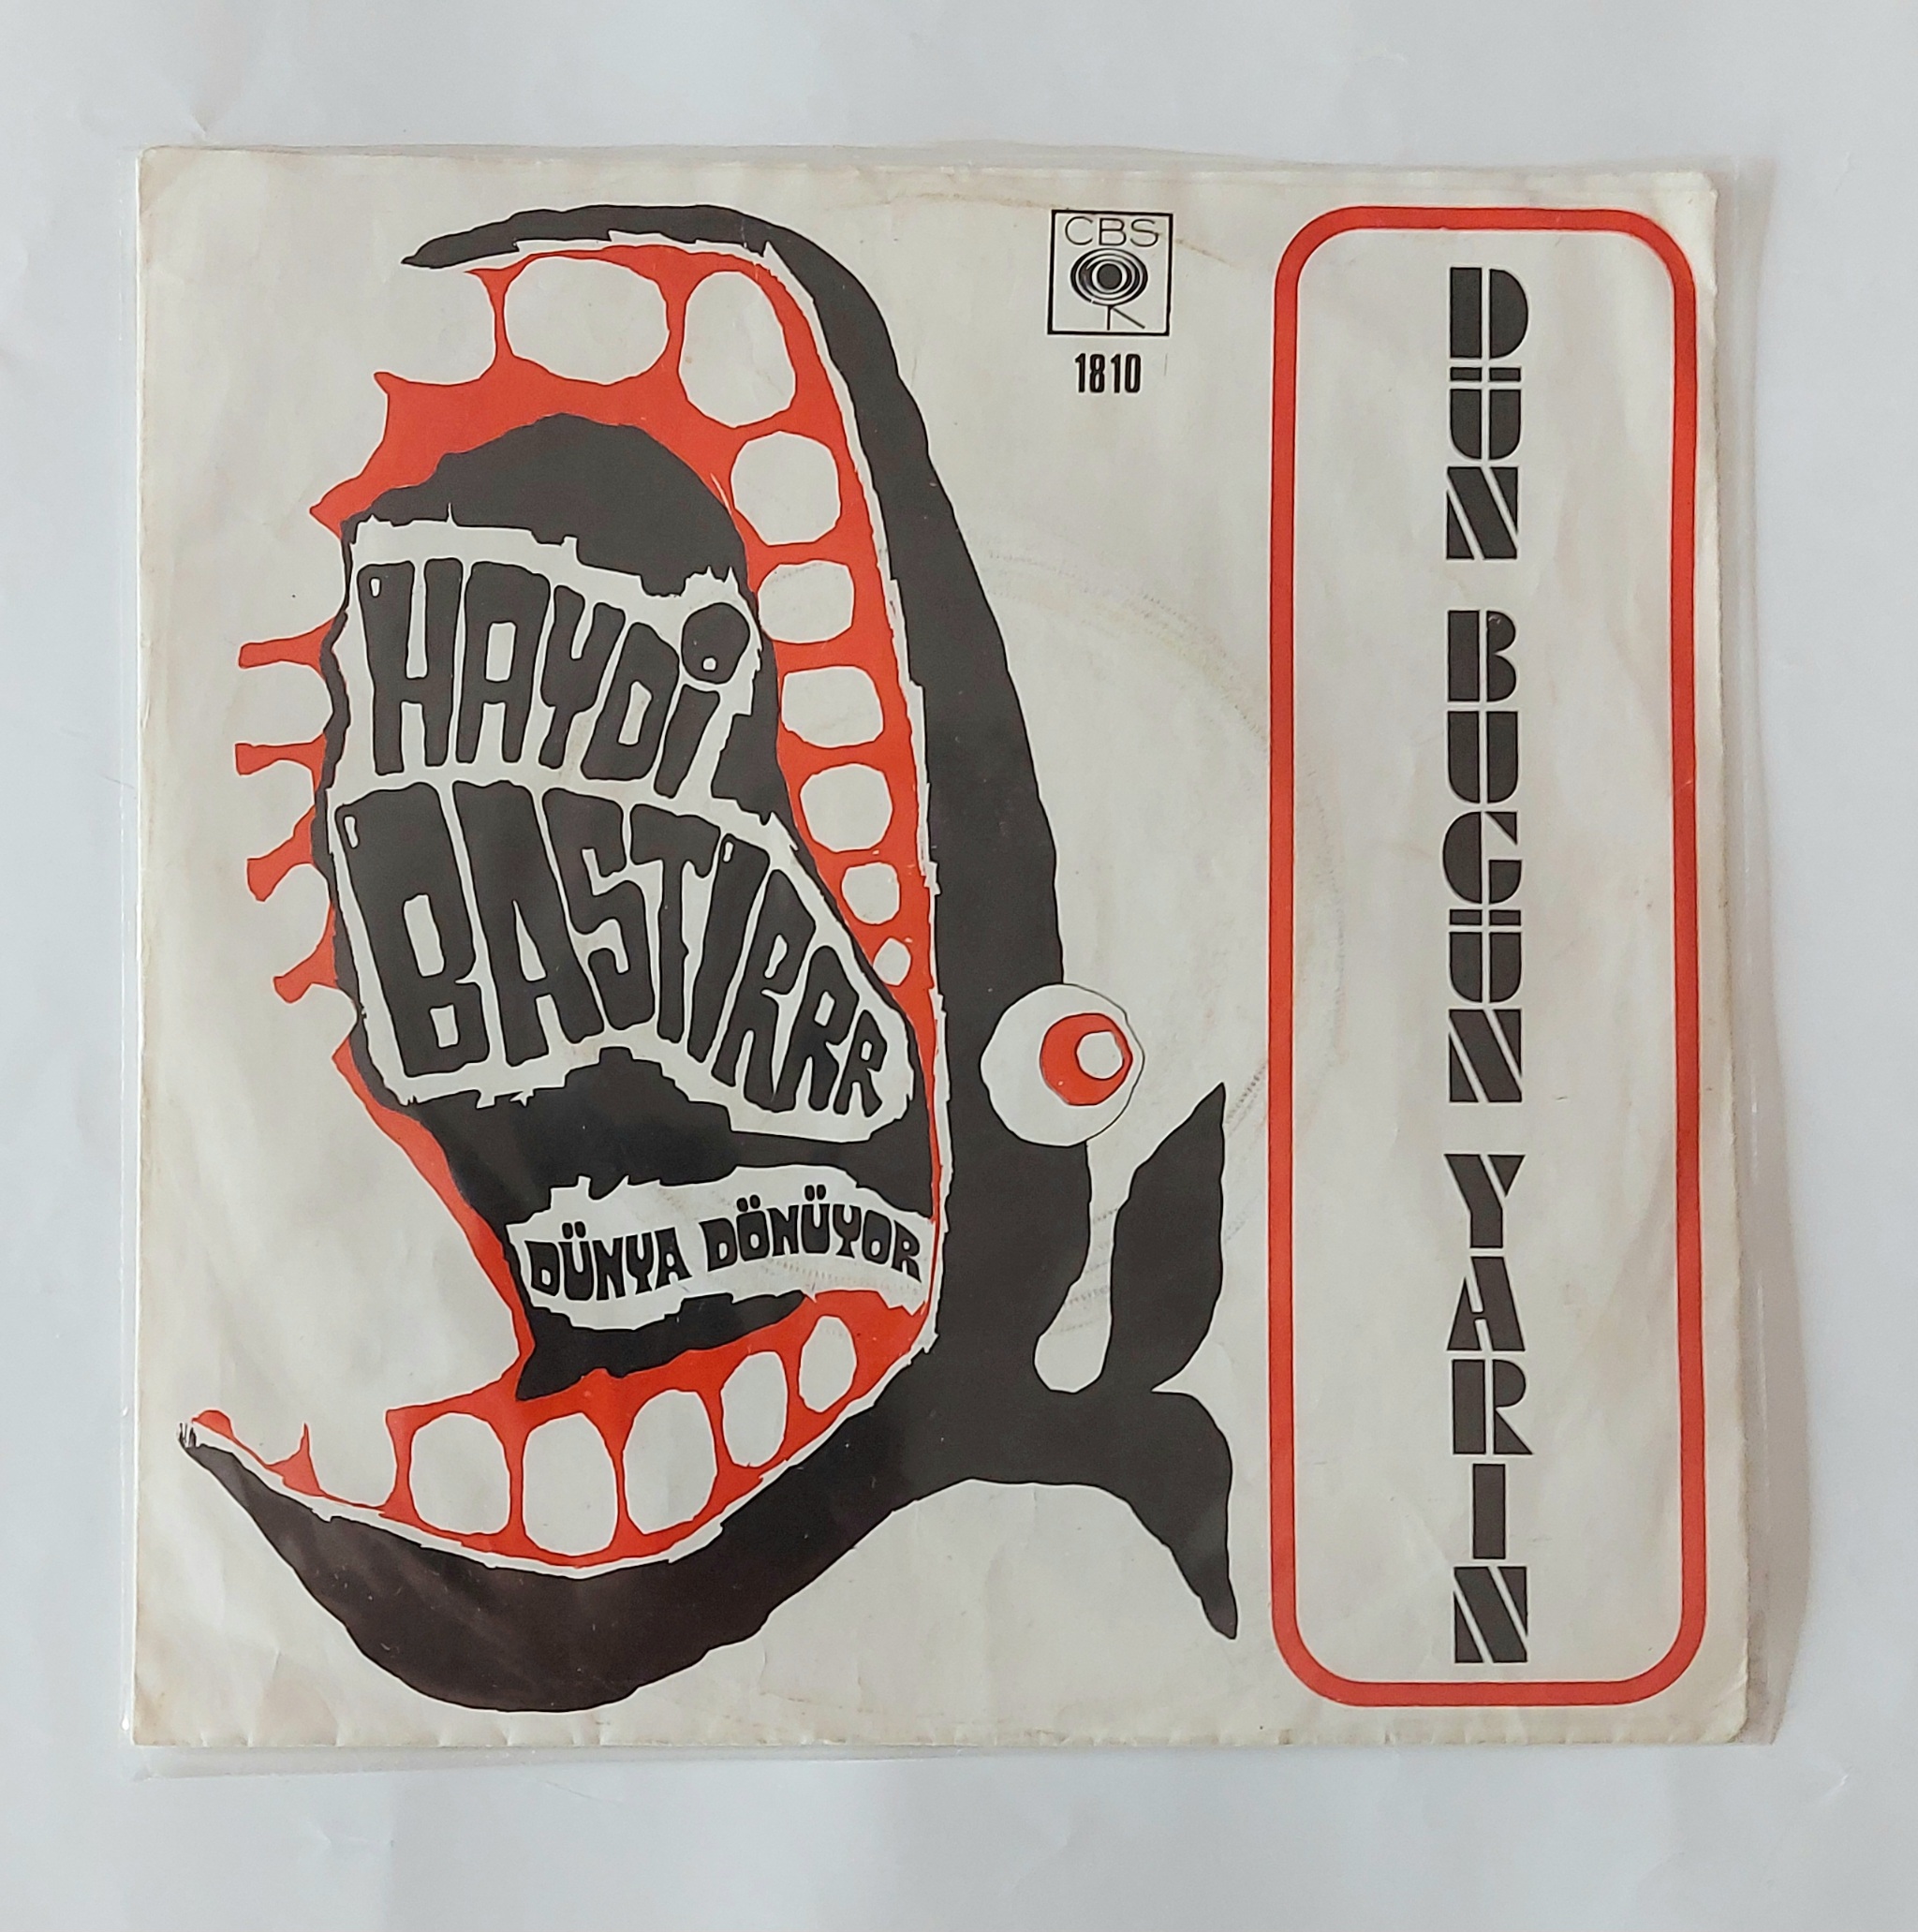 HAYDİ
BASTIRRR
DÜNYA DÖNÜYOR
CBS
1810
DÜN BUGÜN YARIN